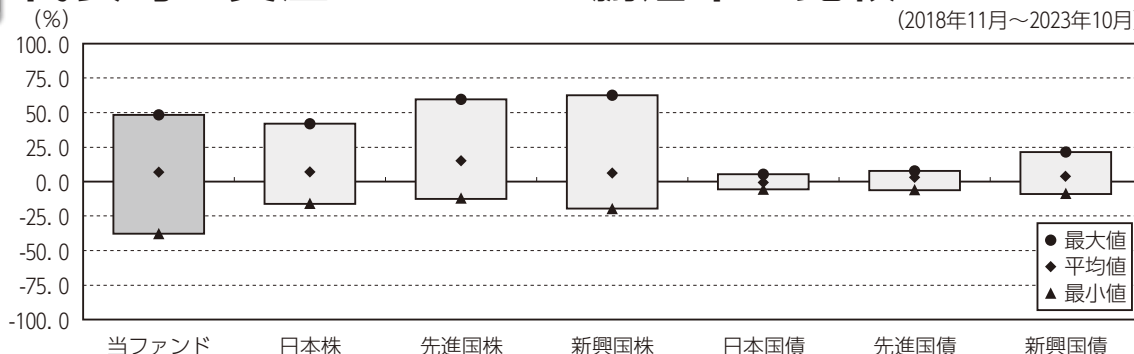 (%)
(2018年11月～2023年10月)
100.0
75.0
50.0
25.0
0.0
-25.0
-50.0
-75.0
-100.0
● 最大値
◆ 平均値
▲ 最小値
当ファンド 日本株 先進国株 新興国株 日本国債 先進国債 新興国債